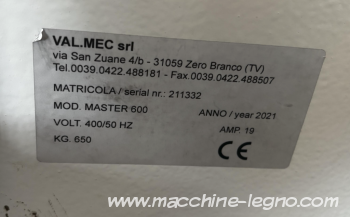 VAL.MEC srl
via San Zuane 4/b - 31059 Zero Branco (TV)
Tel.0039.0422.488181 - Fax.0039.0422.488507
MATRICOLA / serial nr.: 211332
MOD. MASTER 600 ANNO / year 2021
VOLT. 400/50 HZ AMP. 19
KG. 650 CE
www.macchine-legno.com